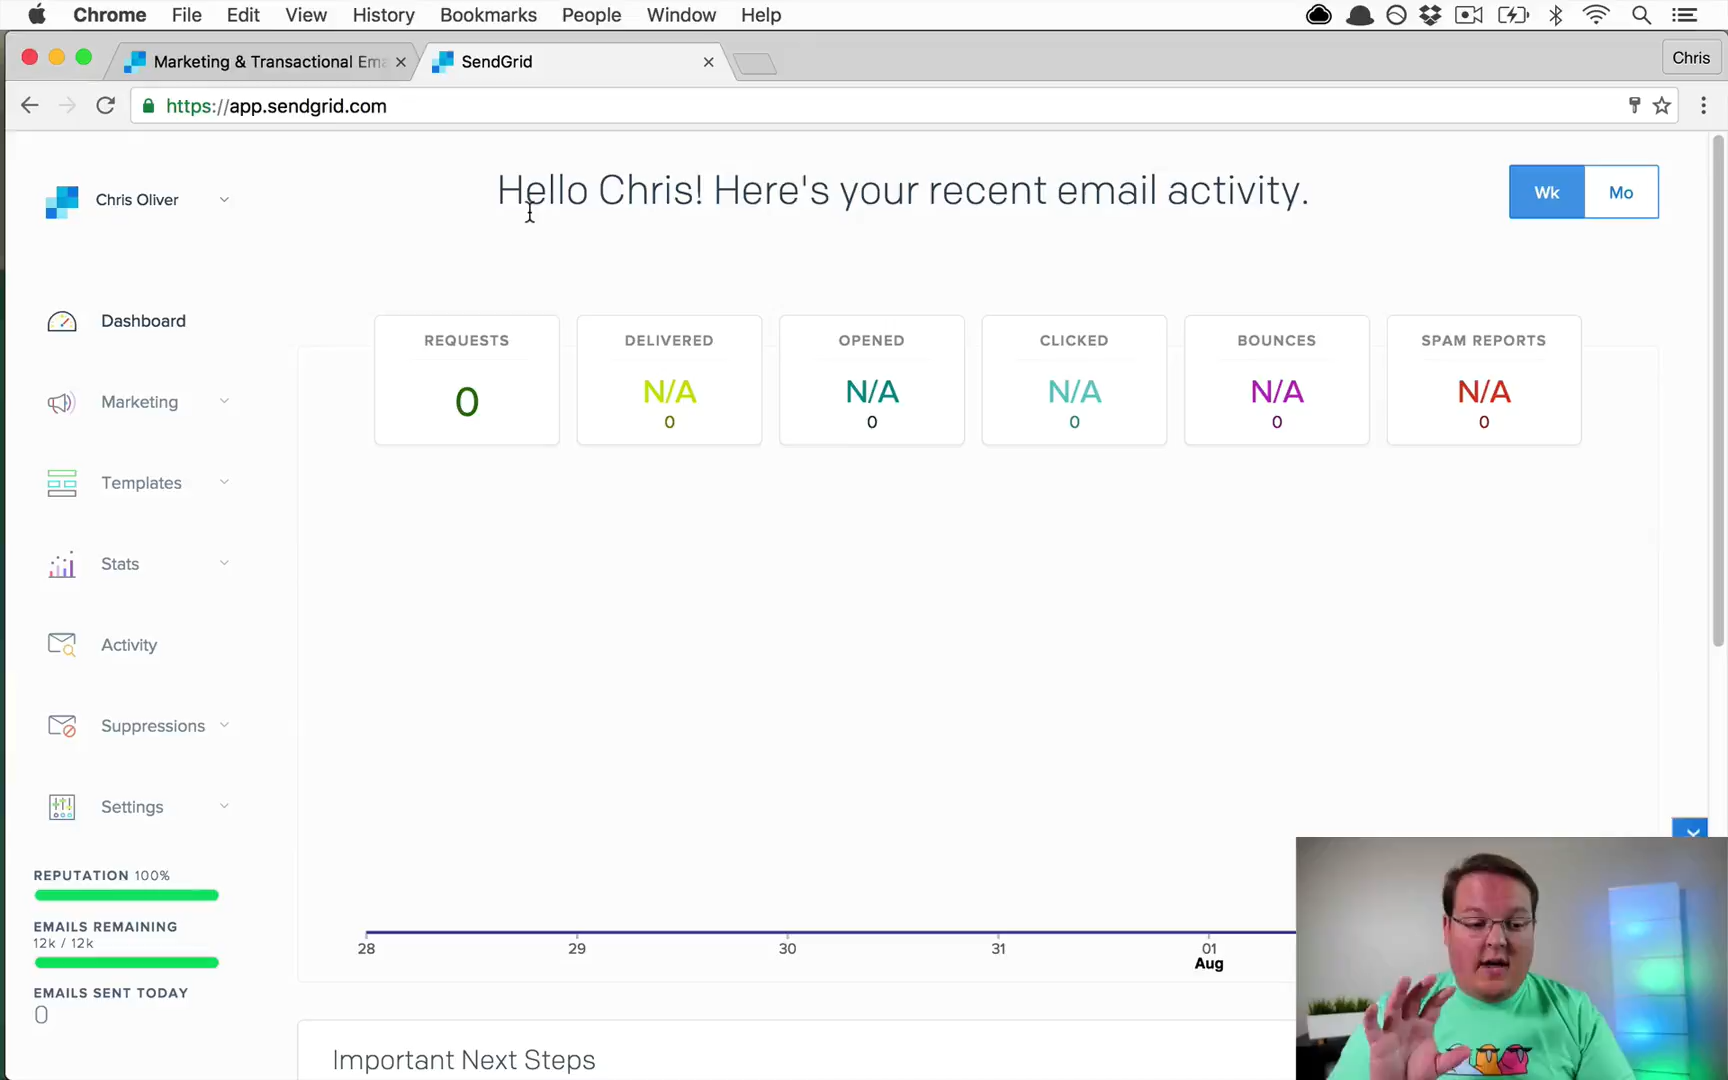 Chrome File Edit View History Bookmarks People Window Help
Marketing & Transactional Ema
SendGrid
Chris
https://app.sendgrid.com
Chris Oliver
Hello Chris! Here's your recent email activity.
Wk Mo
Dashboard
Marketing
Templates
Stats
Activity
Suppressions
Settings
REPUTATION 100%
EMAILS REMAINING
12k / 12k
EMAILS SENT TODAY
0
REQUESTS DELIVERED OPENED CLICKED BOUNCES SPAM REPORTS
0 N/A N/A N/A N/A N/A
0 0 0 0 0
28 29 30 31 01
Aug
Important Next Steps